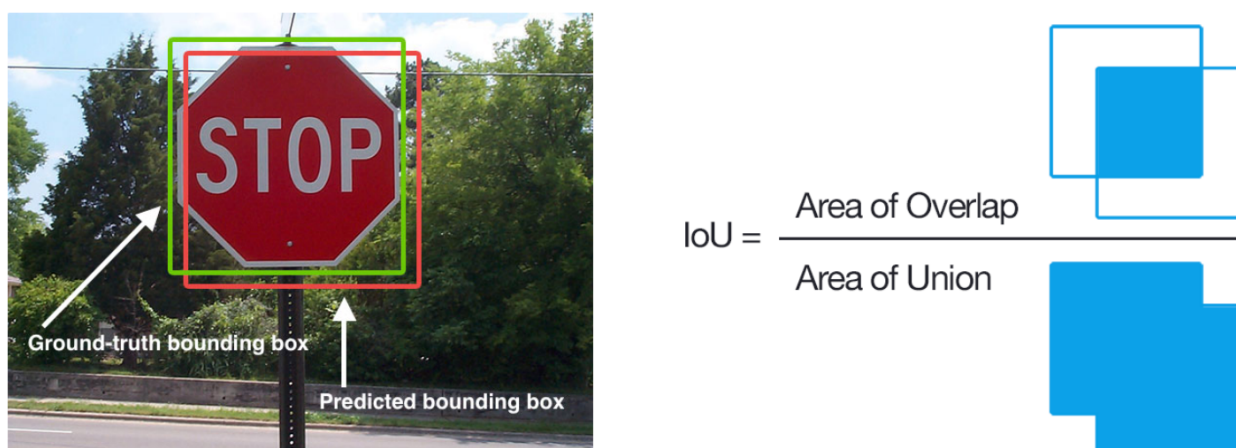 STOP
Ground-truth bounding box
Predicted bounding box
IoU =
Area of Overlap
Area of Union